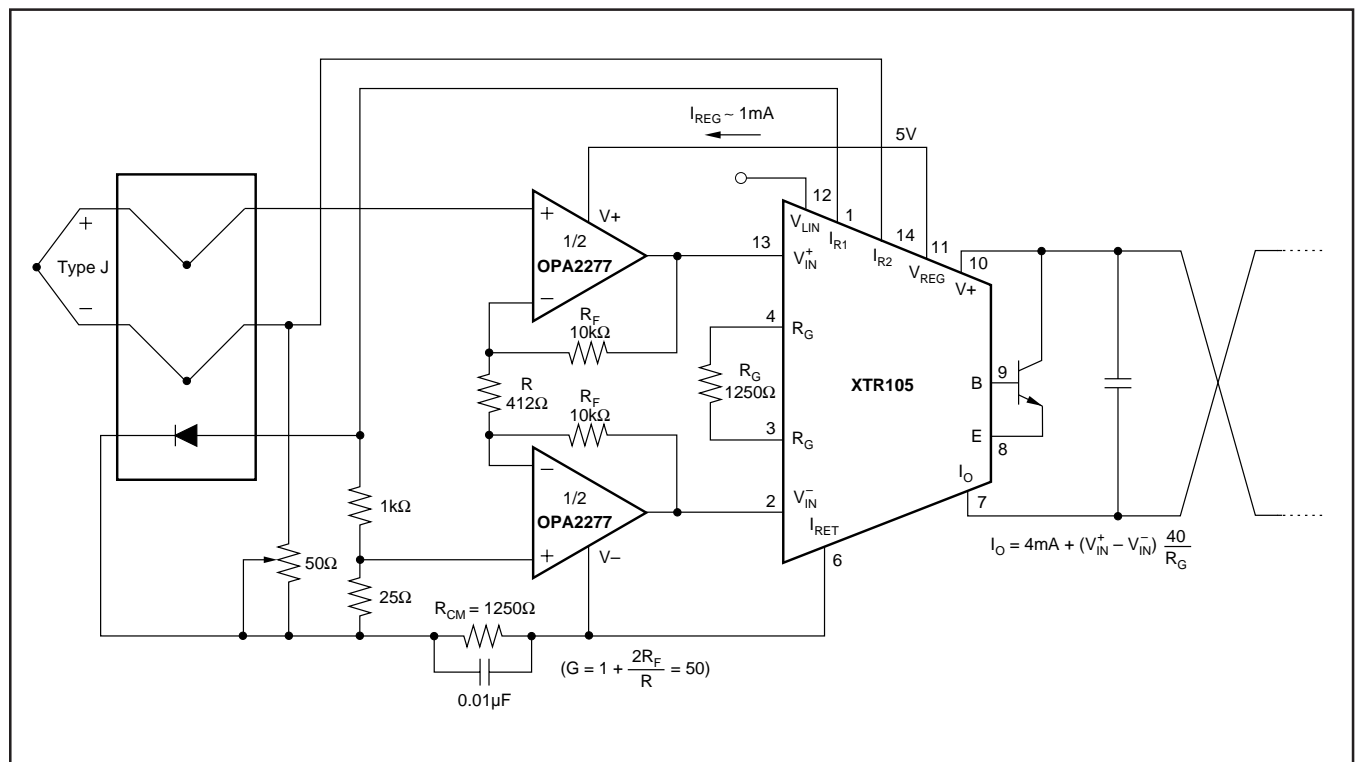 I_REG ~ 1mA
5V
12
V_LIN
1
I_R1
14
I_R2
11
V_REG
10
V+
Type J
+
–
+
1/2
OPA2277
–
V+
13
V_IN^+
R_F
10kΩ
R
412Ω
R_F
10kΩ
4
R_G
R_G
1250Ω
3
R_G
XTR105
B
9
E
8
–
1/2
OPA2277
+
V–
2
V_IN^–
I_RET
6
I_O
7
1kΩ
50Ω
25Ω
R_CM = 1250Ω
0.01µF
(G = 1 + 2R_F/R = 50)
I_O = 4mA + (V_IN^+ – V_IN^–) 40/R_G